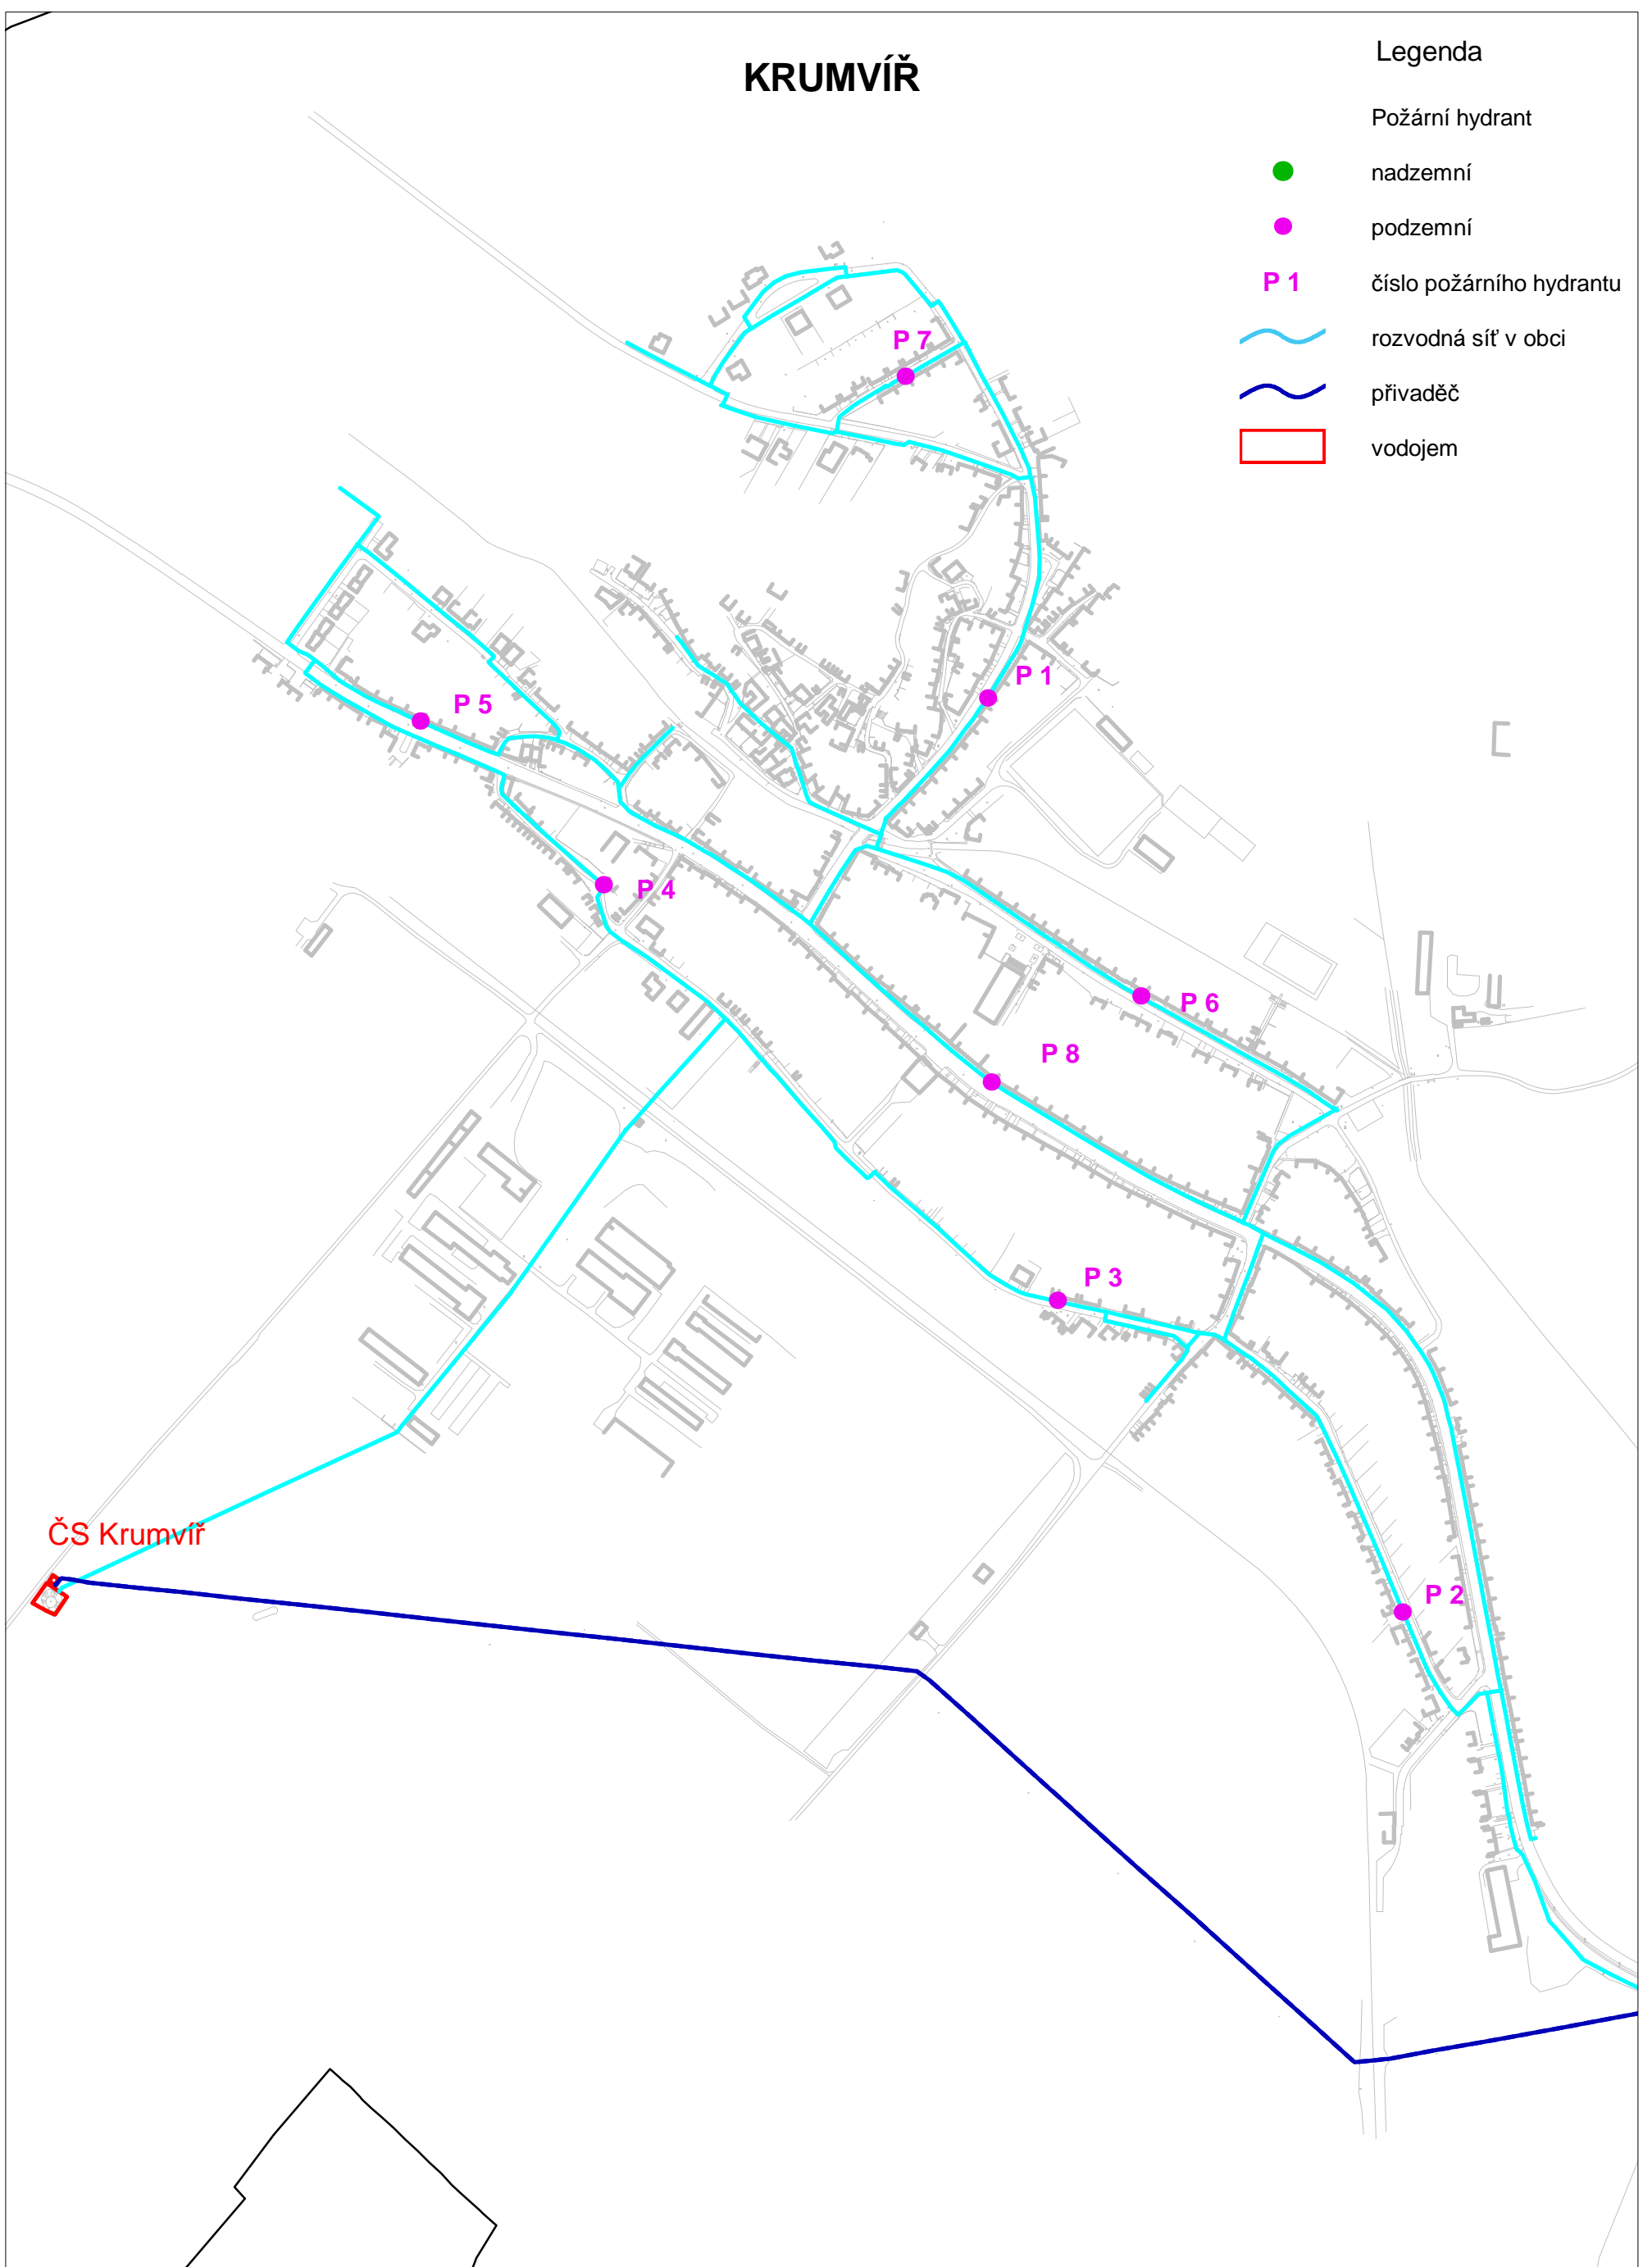 KRUMVÍŘ
Legenda
Požární hydrant
nadzemní
podzemní
P 1 číslo požárního hydrantu
rozvodná síť v obci
přivaděč
vodojem
P 7
P 1
P 5
P 4
P 6
P 8
P 3
ČS Krumvíř
P 2